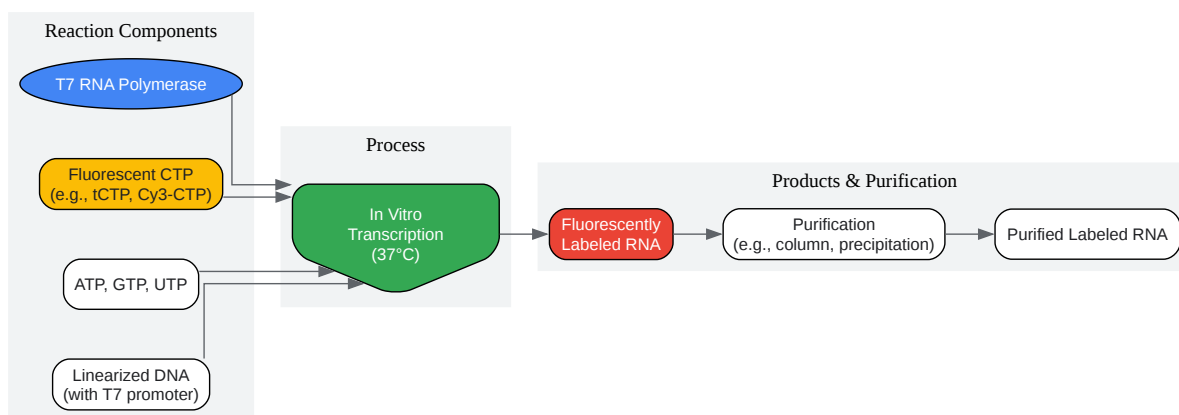 Reaction Components
T7 RNA Polymerase
Fluorescent CTP
(e.g., tCTP, Cy3-CTP)
ATP, GTP, UTP
Linearized DNA
(with T7 promoter)
Process
In Vitro
Transcription
(37°C)
Products & Purification
Fluorescently
Labeled RNA
Purification
(e.g., column, precipitation)
Purified Labeled RNA